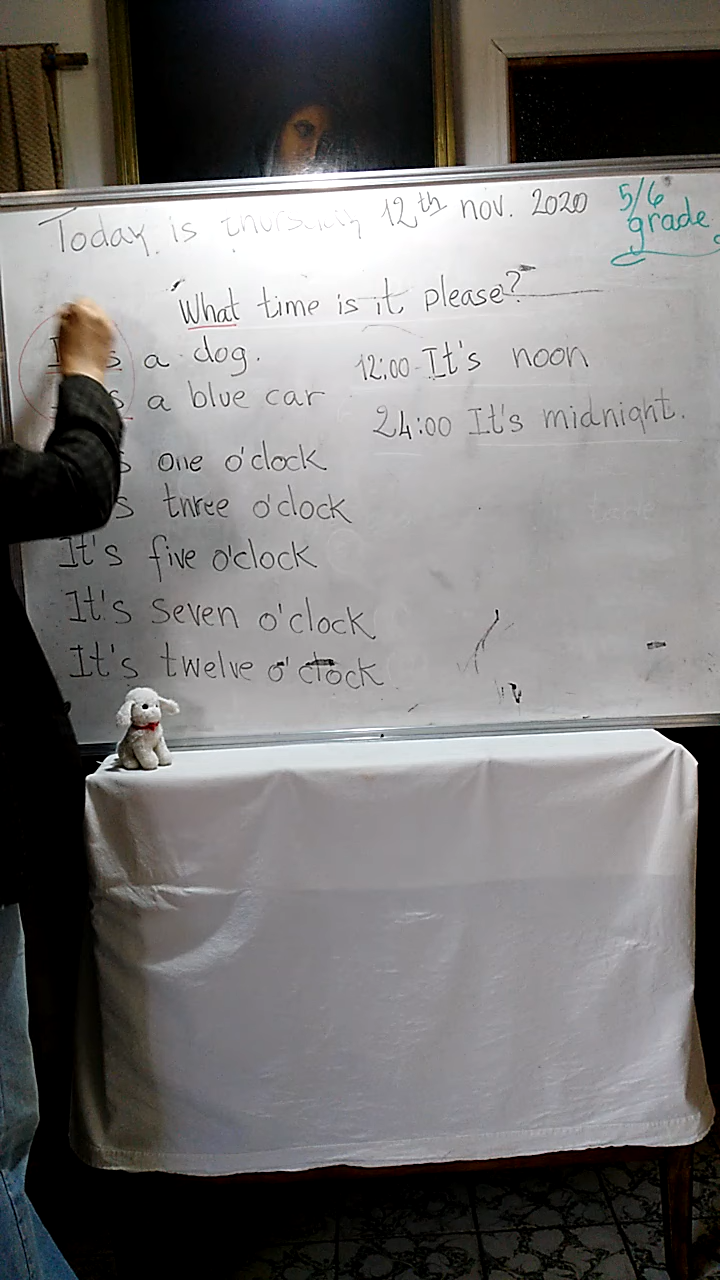 Today is Thursday 12th nov. 2020
5/6
grade
What time is it, please?
It's a dog.
s a blue car
s one o'clock
s three o'clock
It's five o'clock
It's seven o'clock
It's twelve o'clock
12:00 - It's noon
24:00 It's midnight.